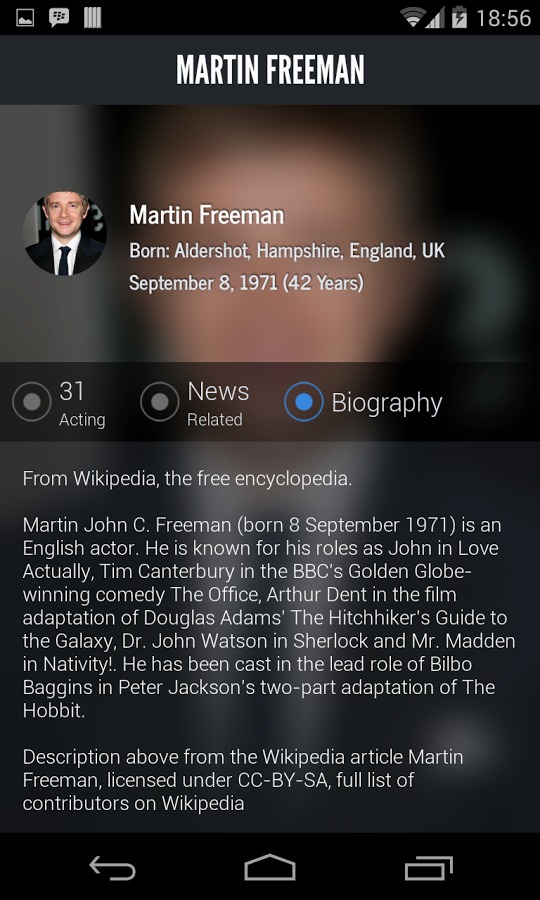 18:56
MARTIN FREEMAN
Martin Freeman
Born: Aldershot, Hampshire, England, UK
September 8, 1971 (42 Years)
31
Acting
News
Related
Biography
From Wikipedia, the free encyclopedia.
Martin John C. Freeman (born 8 September 1971) is an
English actor. He is known for his roles as John in Love
Actually, Tim Canterbury in the BBC's Golden Globe-
winning comedy The Office, Arthur Dent in the film
adaptation of Douglas Adams' The Hitchhiker's Guide to
the Galaxy, Dr. John Watson in Sherlock and Mr. Madden
in Nativity!. He has been cast in the lead role of Bilbo
Baggins in Peter Jackson's two-part adaptation of The
Hobbit.
Description above from the Wikipedia article Martin
Freeman, licensed under CC-BY-SA, full list of
contributors on Wikipedia